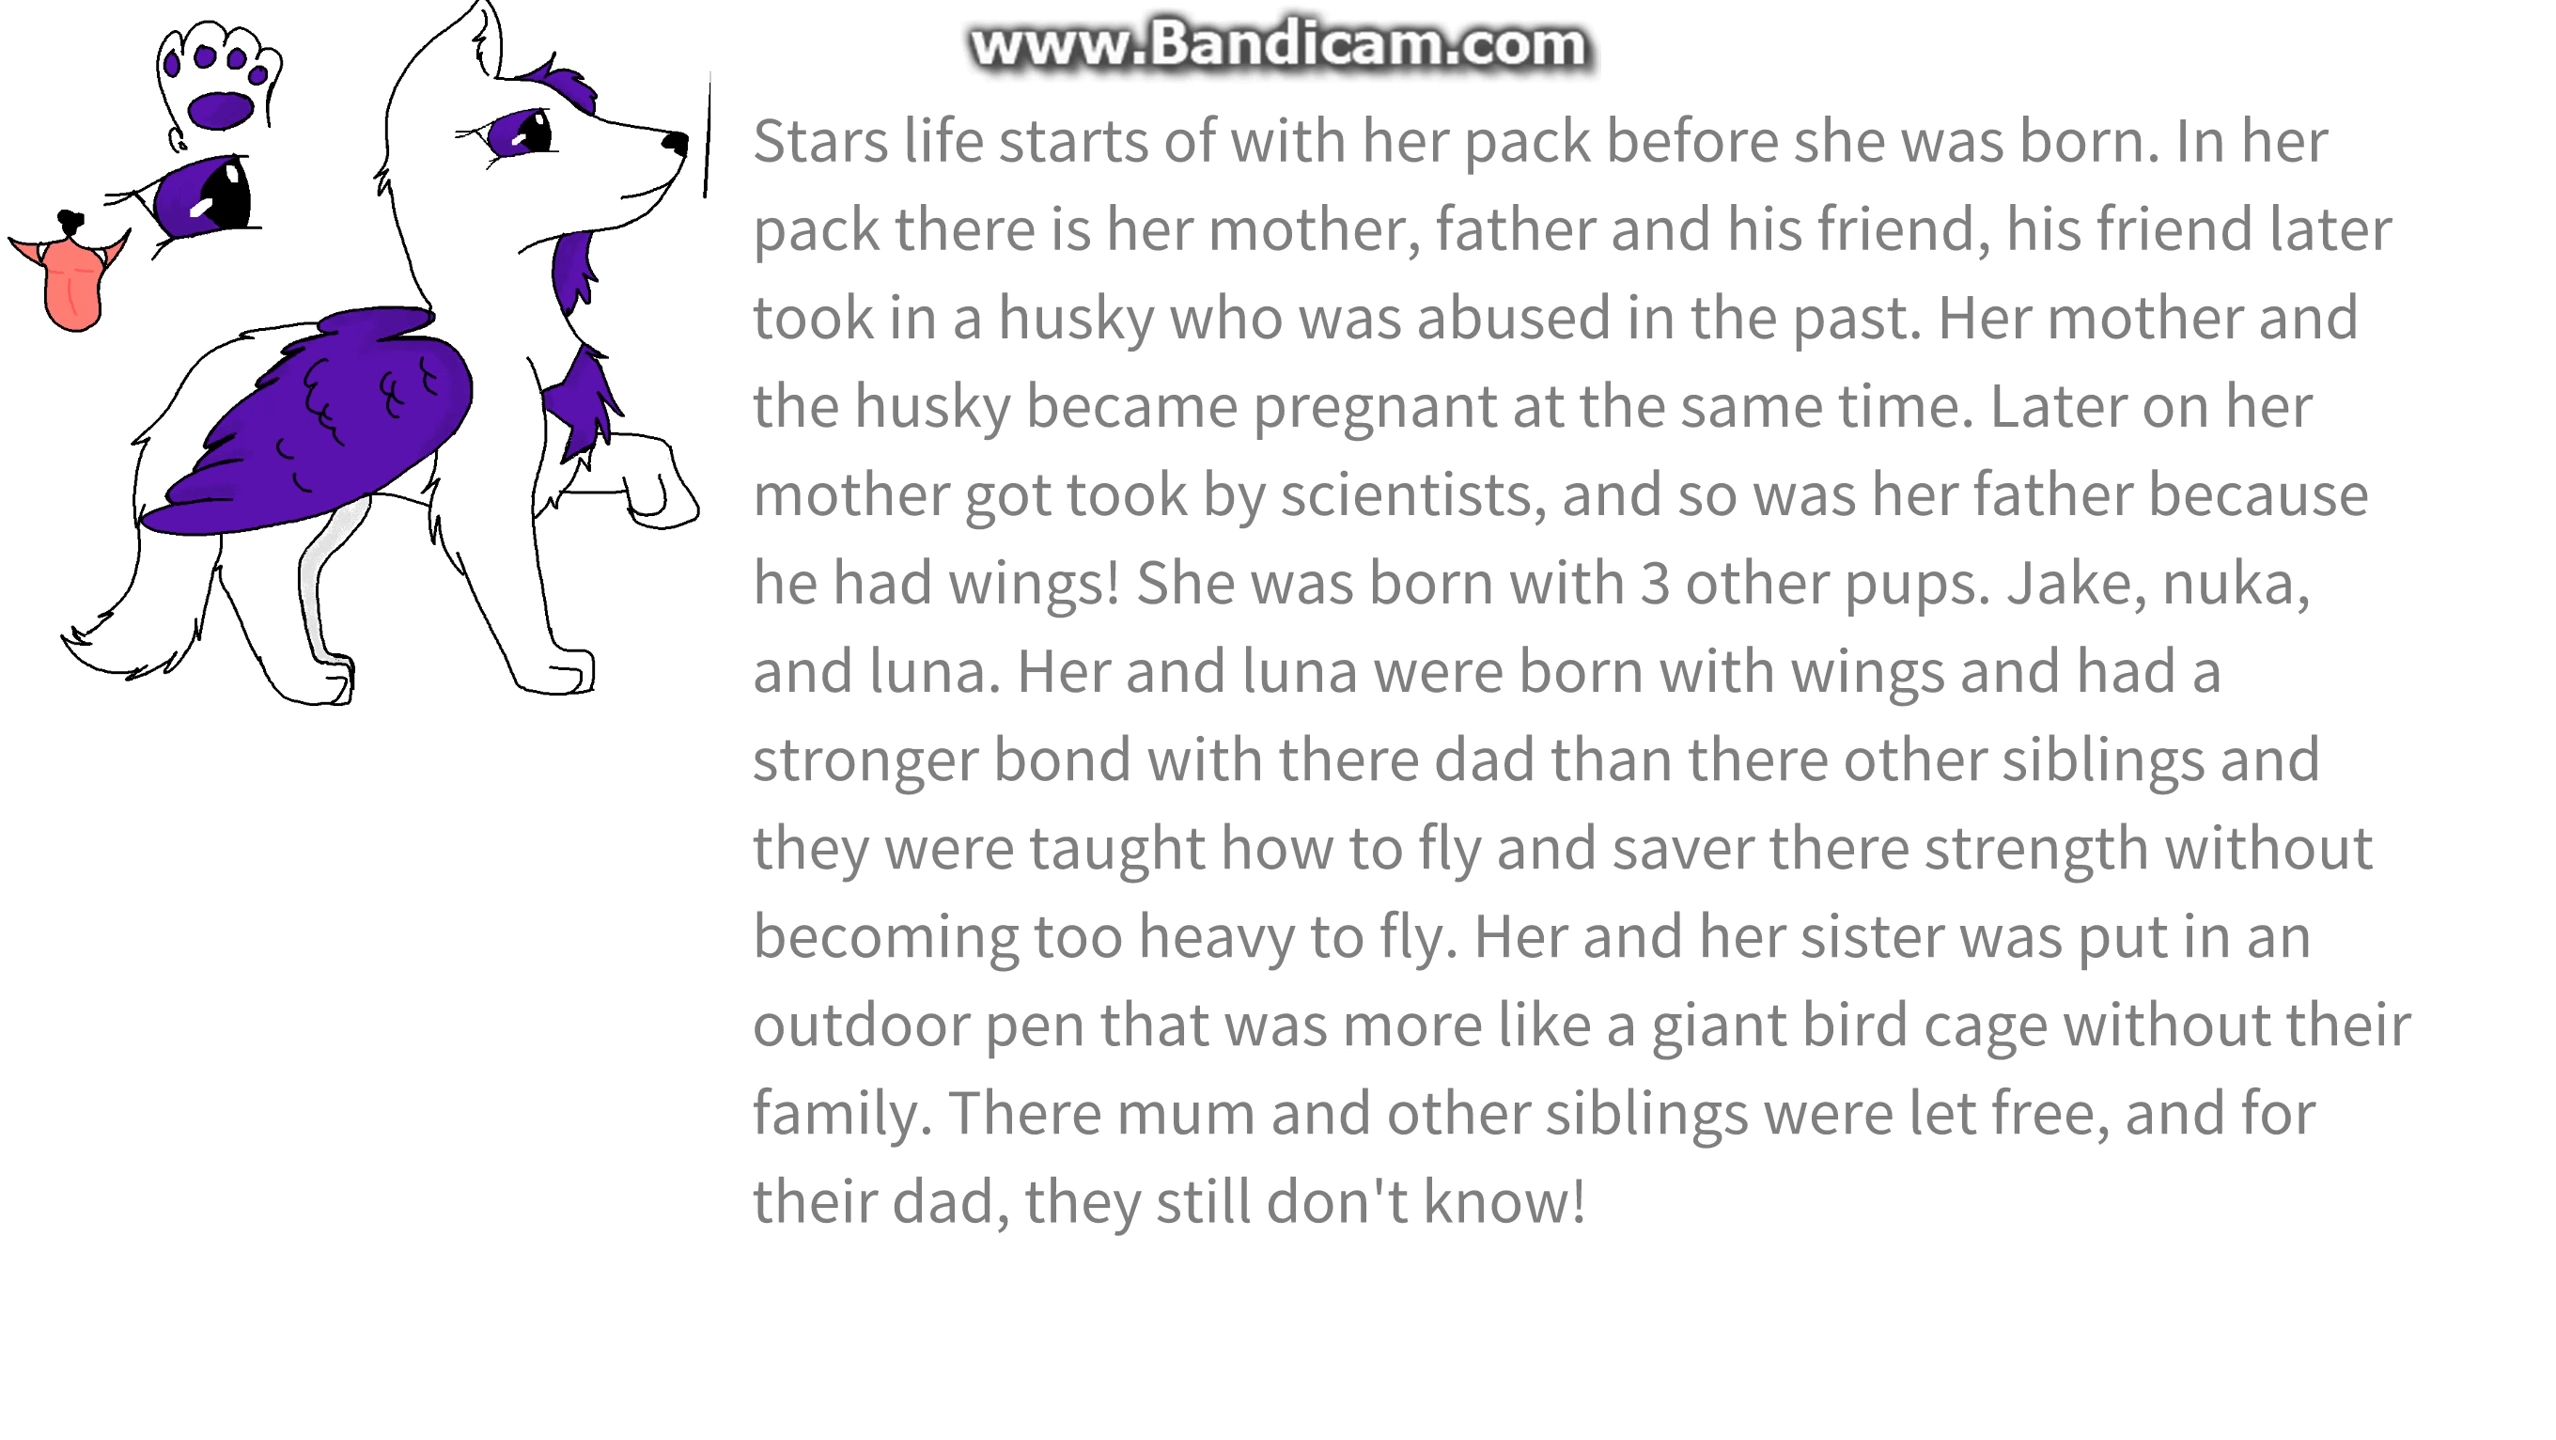 www.Bandicam.com
Stars life starts of with her pack before she was born. In her
pack there is her mother, father and his friend, his friend later
took in a husky who was abused in the past. Her mother and
the husky became pregnant at the same time. Later on her
mother got took by scientists, and so was her father because
he had wings! She was born with 3 other pups. Jake, nuka,
and luna. Her and luna were born with wings and had a
stronger bond with there dad than there other siblings and
they were taught how to fly and saver there strength without
becoming too heavy to fly. Her and her sister was put in an
outdoor pen that was more like a giant bird cage without their
family. There mum and other siblings were let free, and for
their dad, they still don't know!